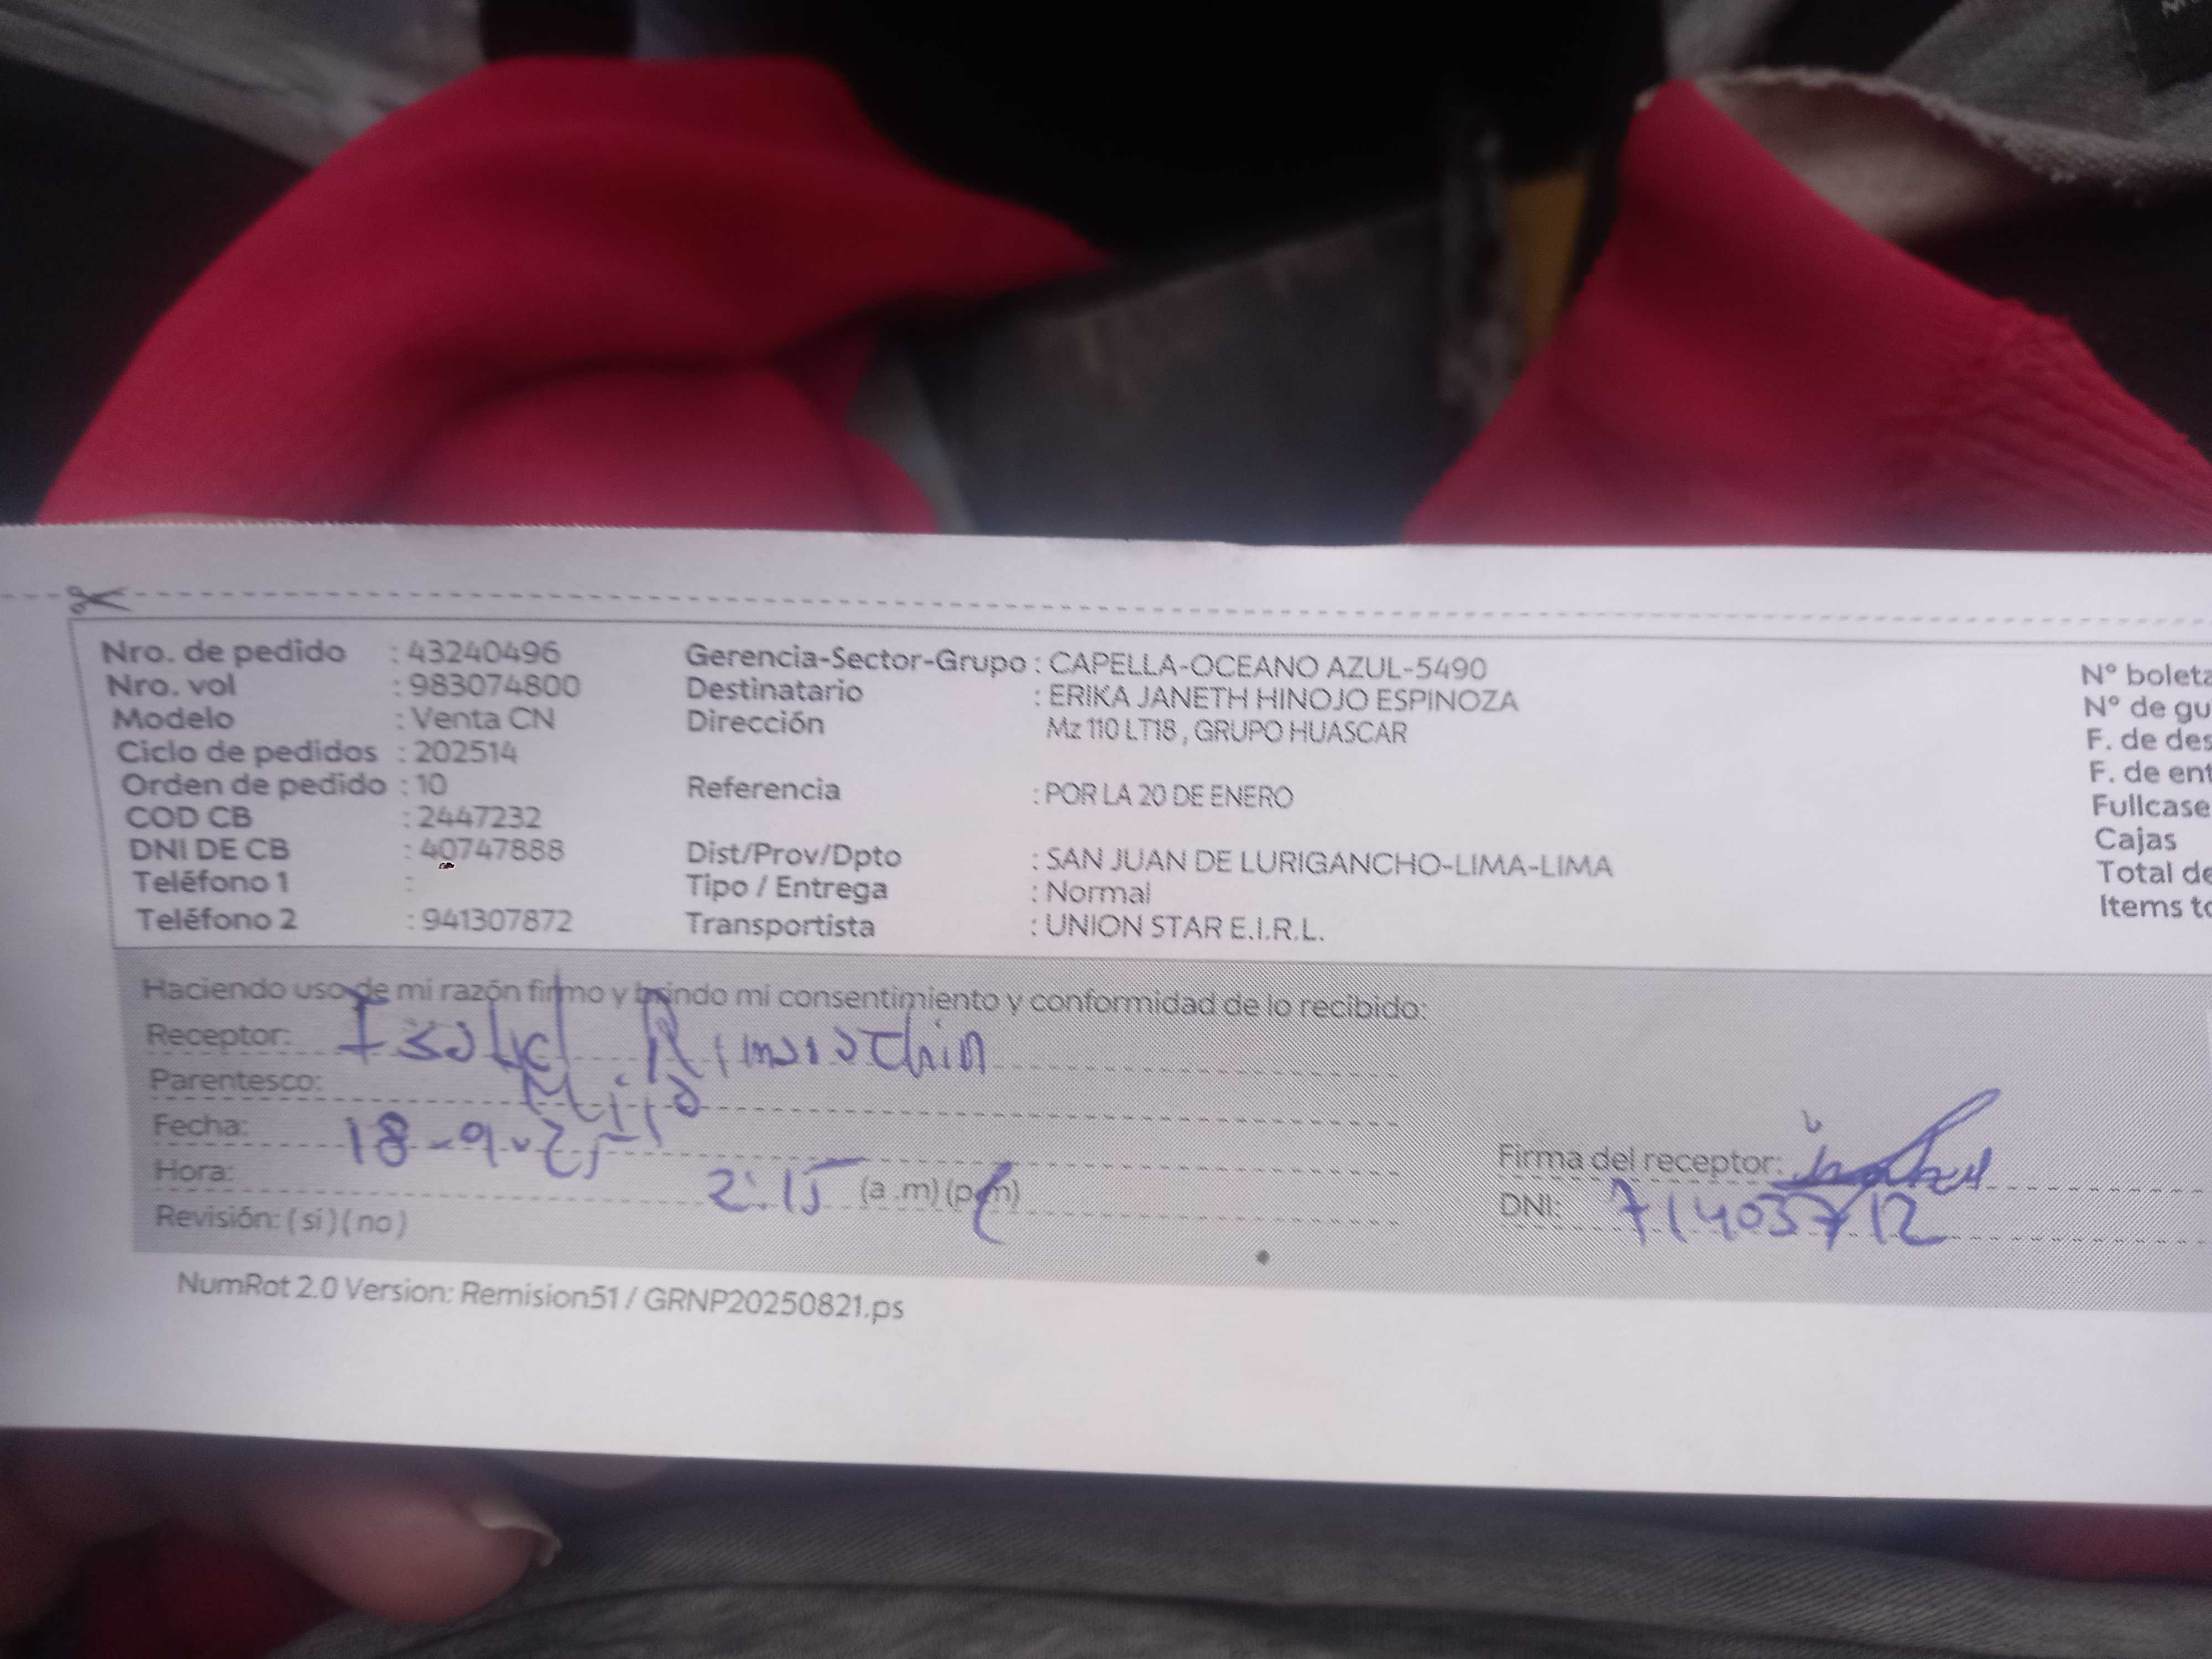 Nro. de pedido : 43240496
Nro. vol : 983074800
Modelo : Venta CN
Ciclo de pedidos : 202514
Orden de pedido : 10
COD CB : 2447232
DNI DE CB : 40747888
Teléfono 1 :
Teléfono 2 : 941307872
Gerencia-Sector-Grupo : CAPELLA-OCEANO AZUL-5490
Destinatario : ERIKA JANETH HINOJO ESPINOZA
Dirección Mz 110 LT18 , GRUPO HUASCAR
Referencia : POR LA 20 DE ENERO
Dist/Prov/Dpto : SAN JUAN DE LURIGANCHO-LIMA-LIMA
Tipo / Entrega : Normal
Transportista : UNION STAR E.I.R.L.
N° boleta
N° de gu
F. de des
F. de ent
Fullcase
Cajas
Total de
Items to
Haciendo uso de mi razón firmo y brindo mi consentimiento y conformidad de lo recibido:
Receptor:
Parentesco:
Fecha: 18-9-25
Hora: 2:15 (a .m) (p.m)
Revisión: ( si ) ( no )
Firma del receptor:
DNI: 71403712
NumRot 2.0 Version: Remision51 / GRNP20250821.ps